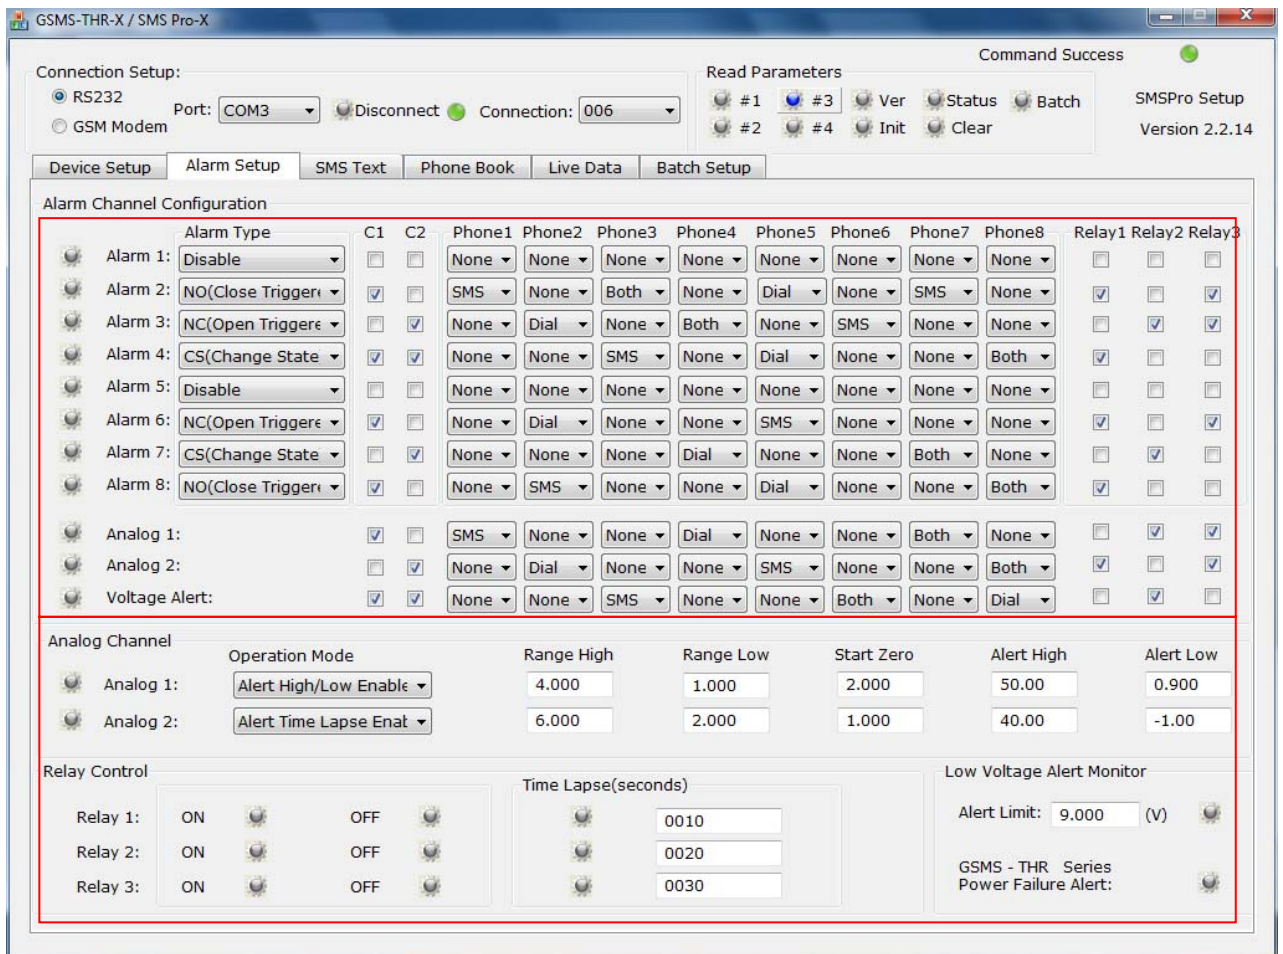 GSMS-THR-X / SMS Pro-X
Command Success
Connection Setup: Read Parameters
RS232 Port: COM3 Disconnect Connection: 006 #1 #3 Ver Status Batch SMSPro Setup
GSM Modem #2 #4 Init Clear Version 2.2.14
Device Setup Alarm Setup SMS Text Phone Book Live Data Batch Setup
Alarm Channel Configuration
Alarm Type C1 C2 Phone1 Phone2 Phone3 Phone4 Phone5 Phone6 Phone7 Phone8 Relay1 Relay2 Relay3
Alarm 1: Disable None None None None None None None None
Alarm 2: NO(Close Triggere SMS None Both None Dial None SMS None
Alarm 3: NC(Open Triggere None Dial None Both None SMS None None
Alarm 4: CS(Change State None None SMS None Dial None None Both
Alarm 5: Disable None None None None None None None None
Alarm 6: NC(Open Triggere None Dial None None SMS None None None
Alarm 7: CS(Change State None None None Dial None None Both None
Alarm 8: NO(Close Triggere None SMS None None Dial None None Both
Analog 1: SMS None None Dial None None Both None
Analog 2: None Dial None None SMS None None Both
Voltage Alert: None None SMS None None Both None Dial
Analog Channel
Operation Mode Range High Range Low Start Zero Alert High Alert Low
Analog 1: Alert High/Low Enable 4.000 1.000 2.000 50.00 0.900
Analog 2: Alert Time Lapse Enab 6.000 2.000 1.000 40.00 -1.00
Relay Control Time Lapse(seconds) Low Voltage Alert Monitor
Relay 1: ON OFF 0010 Alert Limit: 9.000 (V)
Relay 2: ON OFF 0020
GSMS - THR Series
Relay 3: ON OFF 0030 Power Failure Alert: